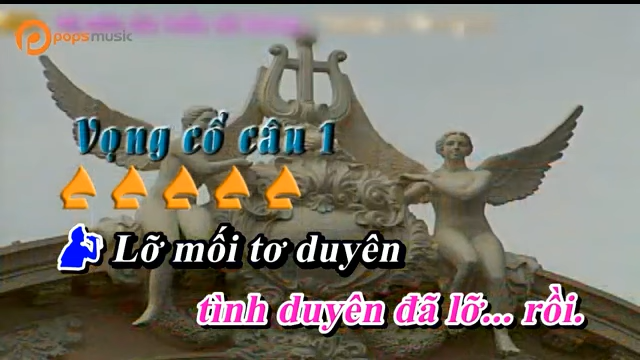 popsmusic
Vọng cổ câu 1
Lỡ mối tơ duyên
tình duyên đã lỡ... rồi.